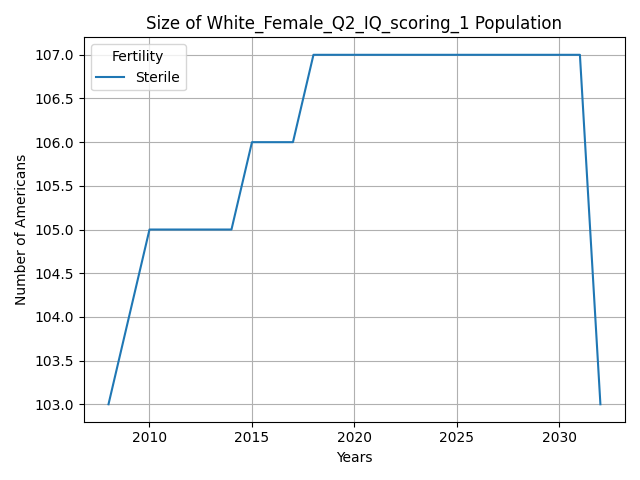 Size of White_Female_Q2_IQ_scoring_1 Population
Fertility
Sterile
107.0
106.5
106.0
105.5
105.0
104.5
104.0
103.5
103.0
Number of Americans
2010 2015 2020 2025 2030
Years